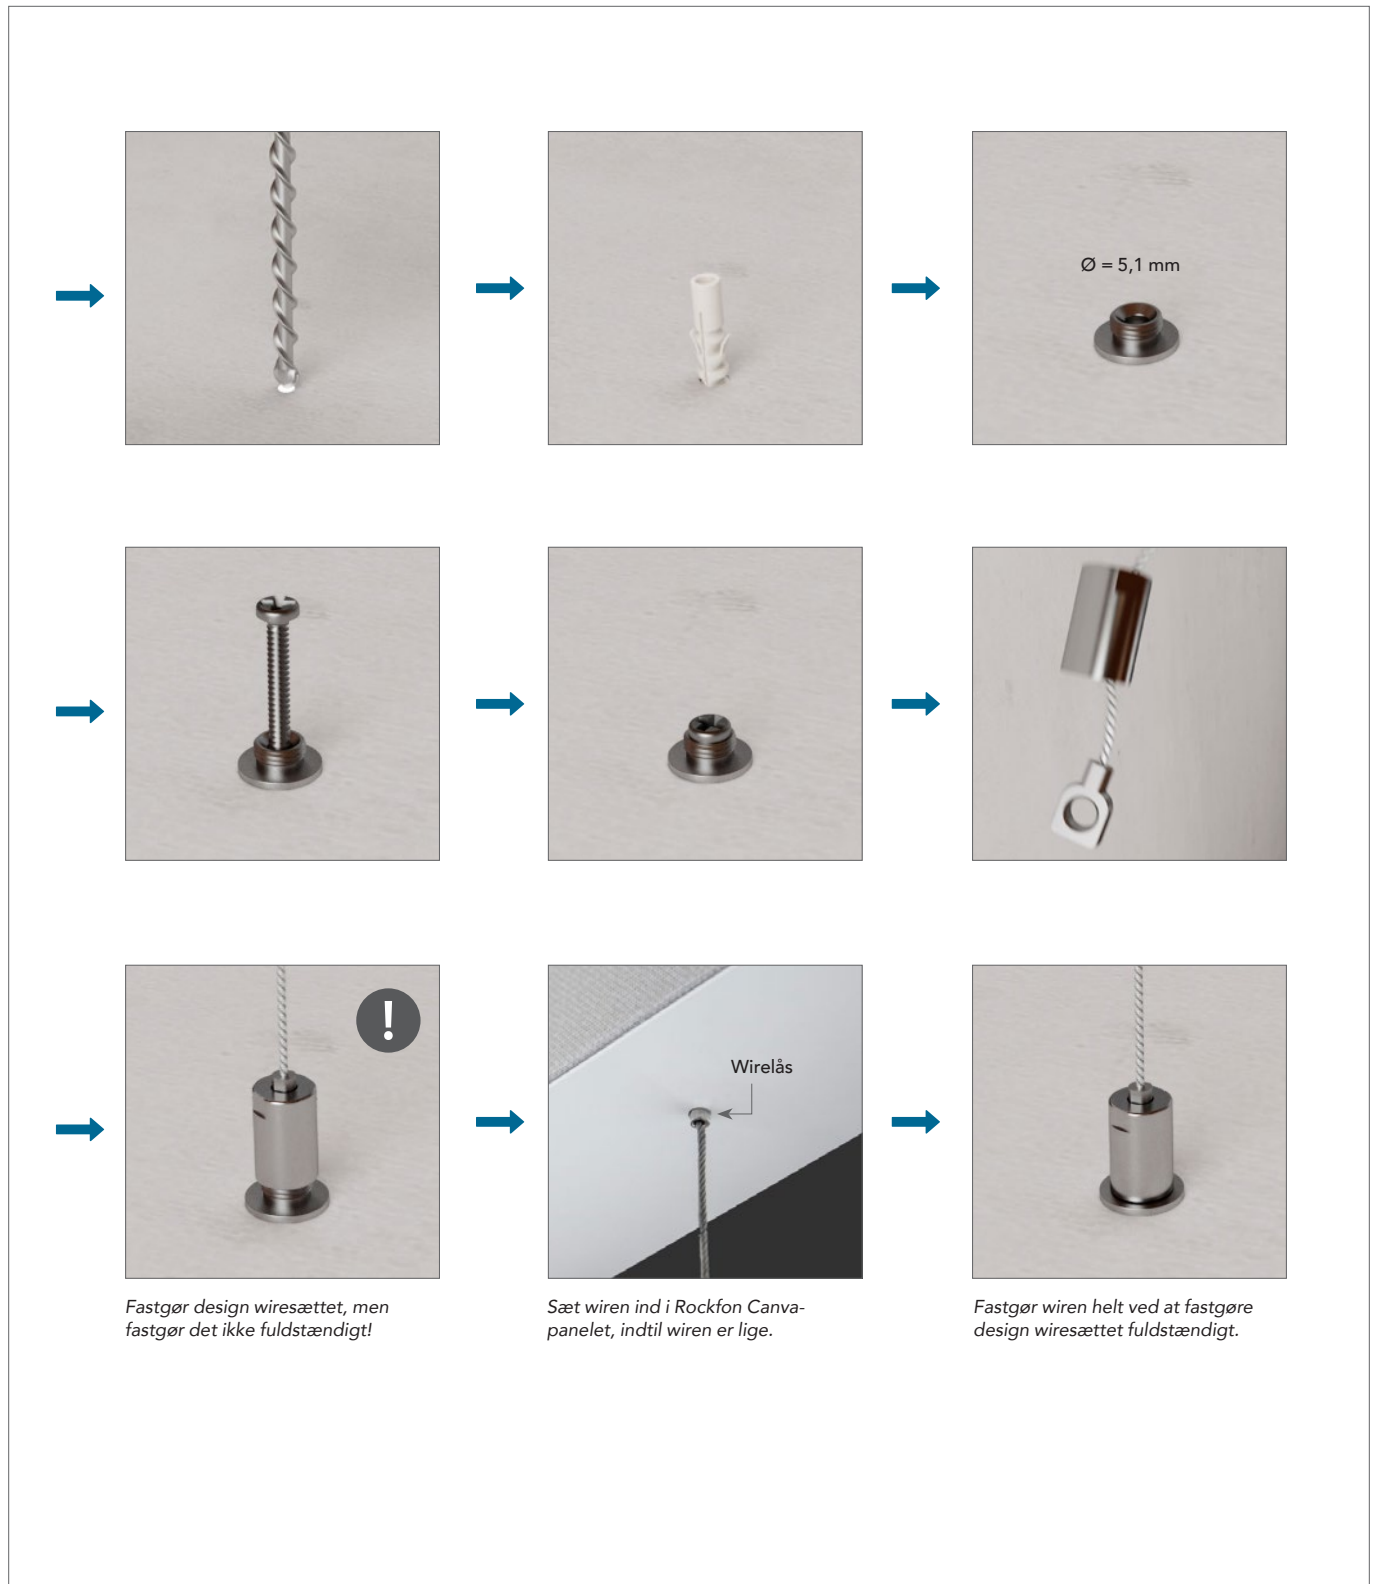 Ø = 5,1 mm
!
Wirelås
Fastgør design wiresættet, men
fastgør det ikke fuldstændigt!
Sæt wiren ind i Rockfon Canva-
panelet, indtil wiren er lige.
Fastgør wiren helt ved at fastgøre
design wiresættet fuldstændigt.